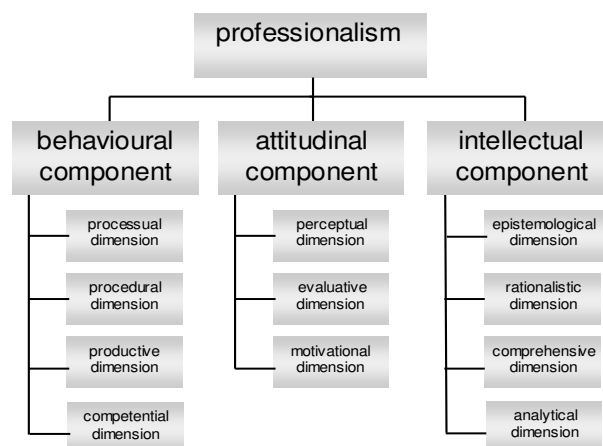 professionalism
behavioural
component
processual
dimension
procedural
dimension
productive
dimension
competential
dimension
attitudinal
component
perceptual
dimension
evaluative
dimension
motivational
dimension
intellectual
component
epistemological
dimension
rationalistic
dimension
comprehensive
dimension
analytical
dimension